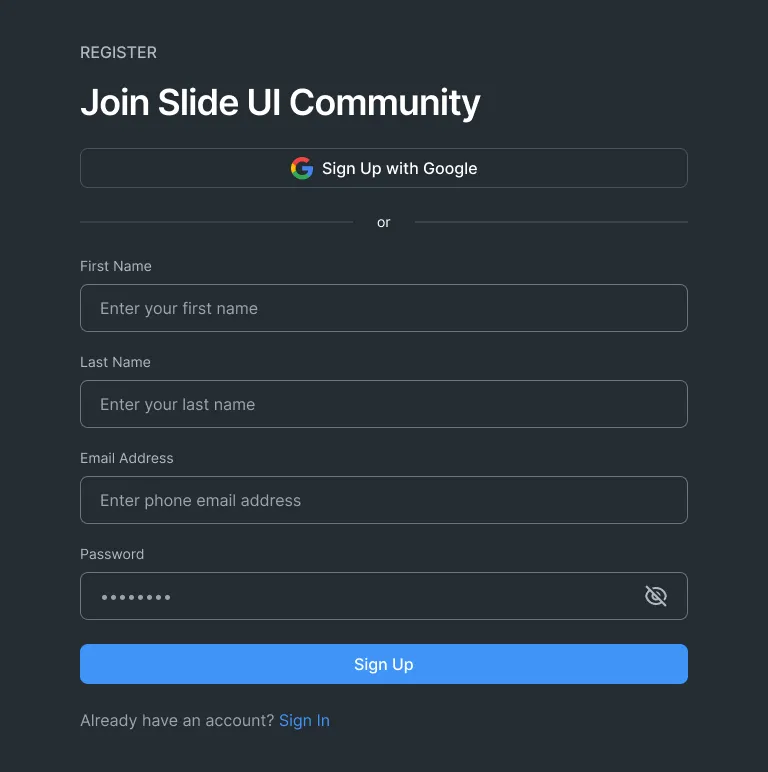 REGISTER
Join Slide UI Community
Sign Up with Google
or
First Name
Enter your first name
Last Name
Enter your last name
Email Address
Enter phone email address
Password
••••••••
Sign Up
Already have an account? Sign In